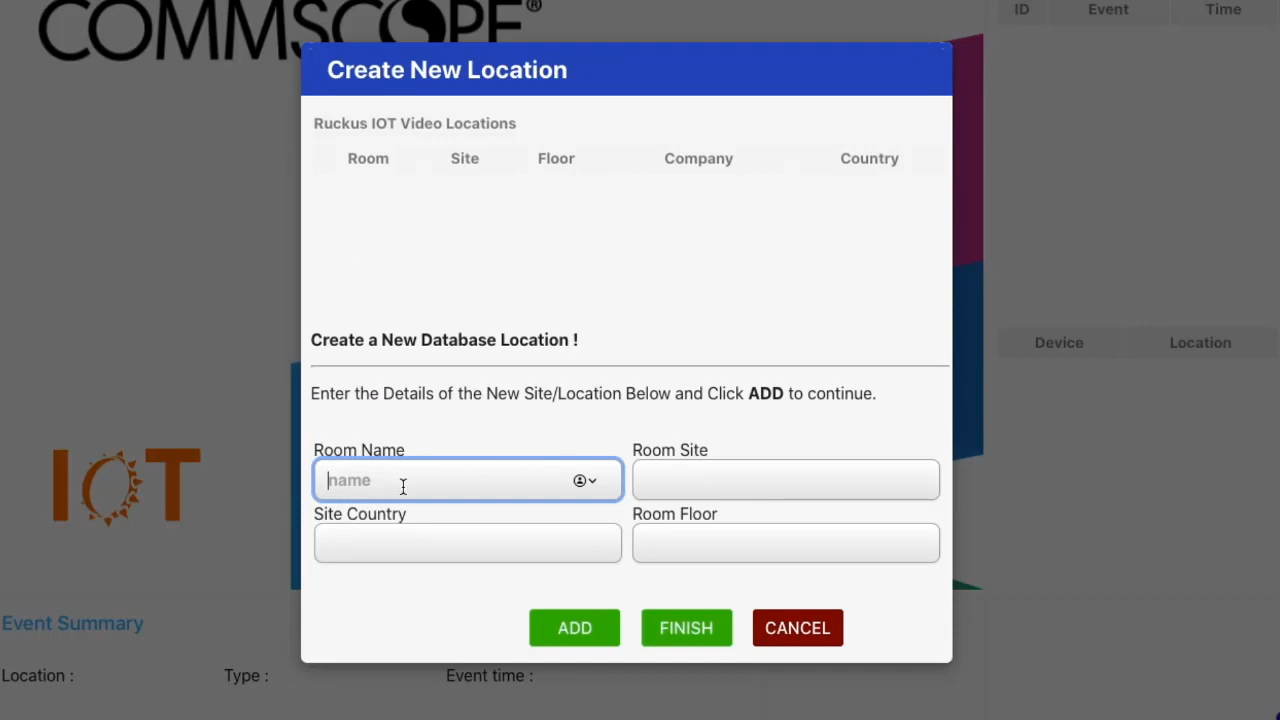 COMMSCOPE®
ID Event Time
Create New Location
Ruckus IOT Video Locations
Room Site Floor Company Country
Create a New Database Location !
Device Location
Enter the Details of the New Site/Location Below and Click ADD to continue.
Room Name Room Site
name
Site Country Room Floor
IOT
ADD FINISH CANCEL
Event Summary
Location : Type : Event time :